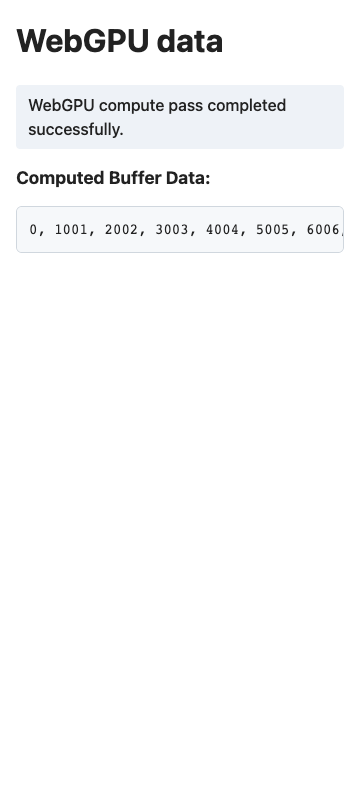 WebGPU data
WebGPU compute pass completed
successfully.
Computed Buffer Data:
0, 1001, 2002, 3003, 4004, 5005, 6006,